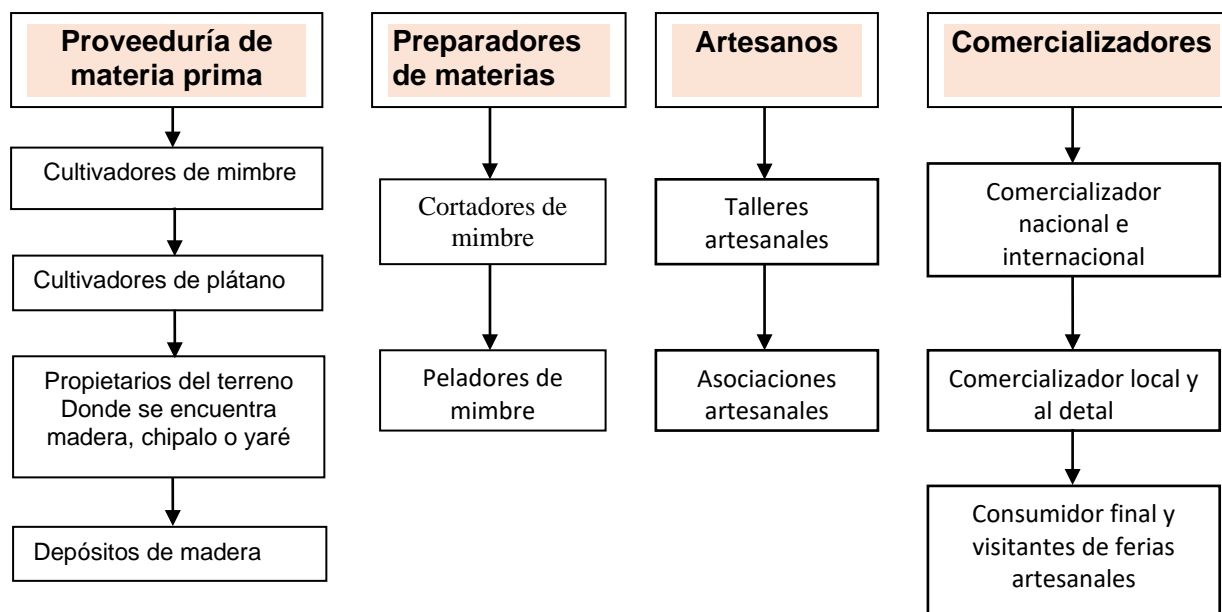 Proveeduría de
materia prima
Cultivadores de mimbre
Cultivadores de plátano
Propietarios del terreno
Donde se encuentra
madera, chipalo o yaré
Depósitos de madera
Preparadores
de materias
Cortadores de
mimbre
Peladores de
mimbre
Artesanos
Talleres
artesanales
Asociaciones
artesanales
Comercializadores
Comercializador
nacional e
internacional
Comercializador local y
al detal
Consumidor final y
visitantes de ferias
artesanales